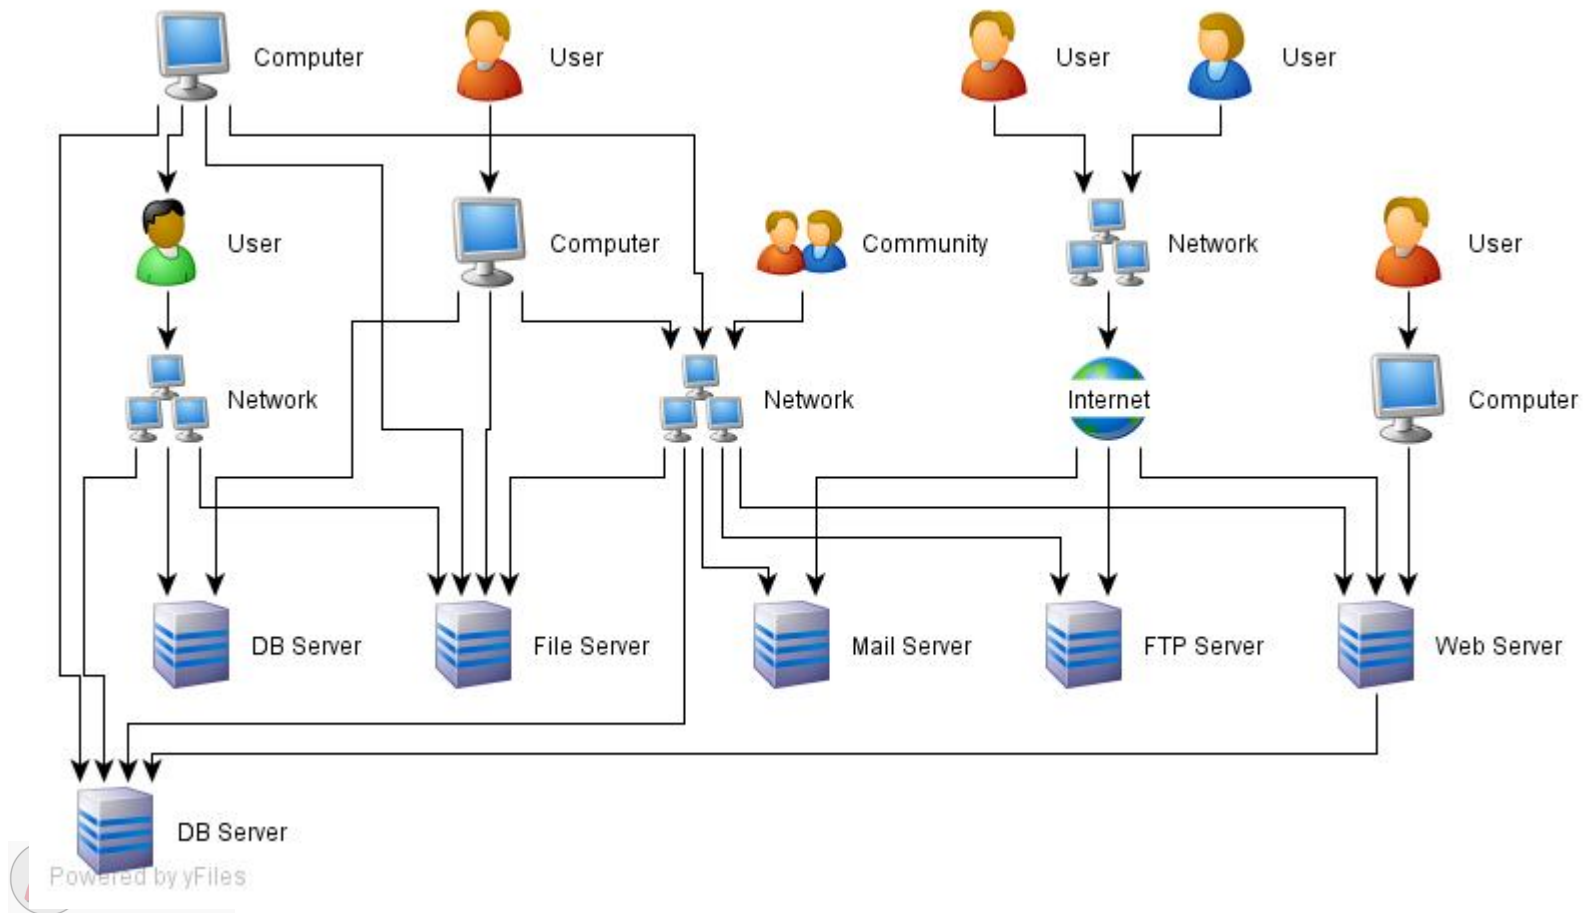 Computer
User
User
User
User
Computer
Community
Network
User
Network
Network
Internet
Computer
DB Server
File Server
Mail Server
FTP Server
Web Server
DB Server
Powered by yFiles